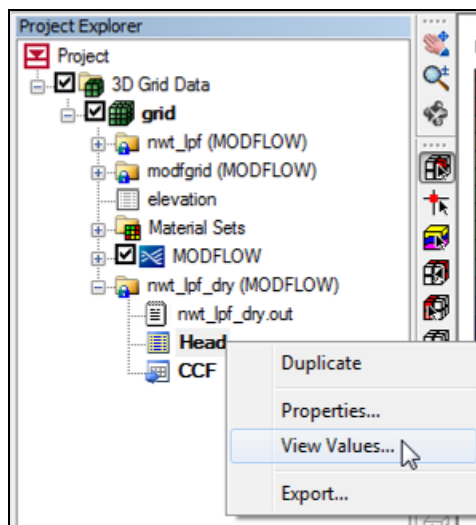 Project Explorer
Project
3D Grid Data
grid
nwt_lpf (MODFLOW)
modfgrid (MODFLOW)
elevation
Material Sets
MODFLOW
nwt_lpf_dry (MODFLOW)
nwt_lpf_dry.out
Head
CCF
Duplicate
Properties...
View Values...
Export...